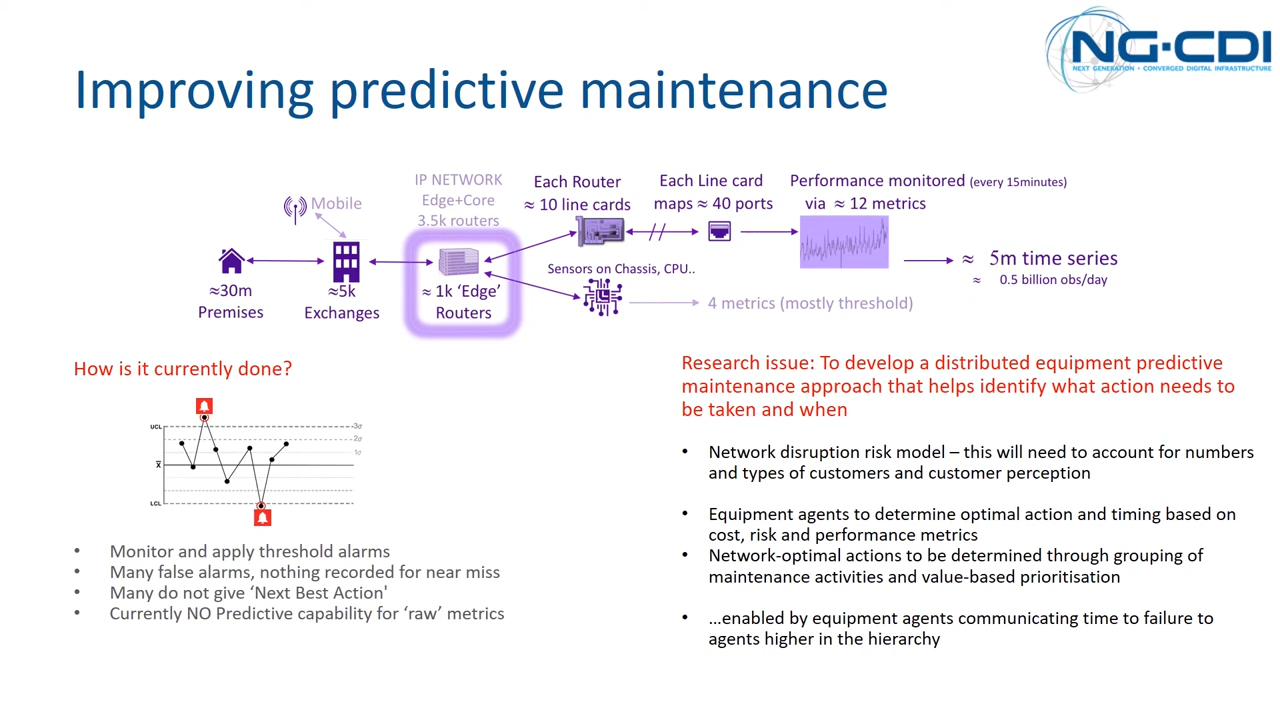 NG-CDI
NEXT GENERATION • CONVERGED DIGITAL INFRASTRUCTURE
Improving predictive maintenance
Mobile
IP NETWORK
Edge+Core
3.5k routers
Each Router
≈ 10 line cards
Each Line card
maps ≈ 40 ports
Performance monitored (every 15minutes)
via ≈ 12 metrics
≈30m
Premises
≈5k
Exchanges
≈ 1k ‘Edge’
Routers
Sensors on Chassis, CPU..
4 metrics (mostly threshold)
≈ 5m time series
≈ 0.5 billion obs/day
How is it currently done?
UCL
X̅
LCL
3σ
2σ
1σ
• Monitor and apply threshold alarms
• Many false alarms, nothing recorded for near miss
• Many do not give ‘Next Best Action'
• Currently NO Predictive capability for ‘raw’ metrics
Research issue: To develop a distributed equipment predictive
maintenance approach that helps identify what action needs to
be taken and when
• Network disruption risk model – this will need to account for numbers
and types of customers and customer perception
• Equipment agents to determine optimal action and timing based on
cost, risk and performance metrics
• Network-optimal actions to be determined through grouping of
maintenance activities and value-based prioritisation
• ...enabled by equipment agents communicating time to failure to
agents higher in the hierarchy